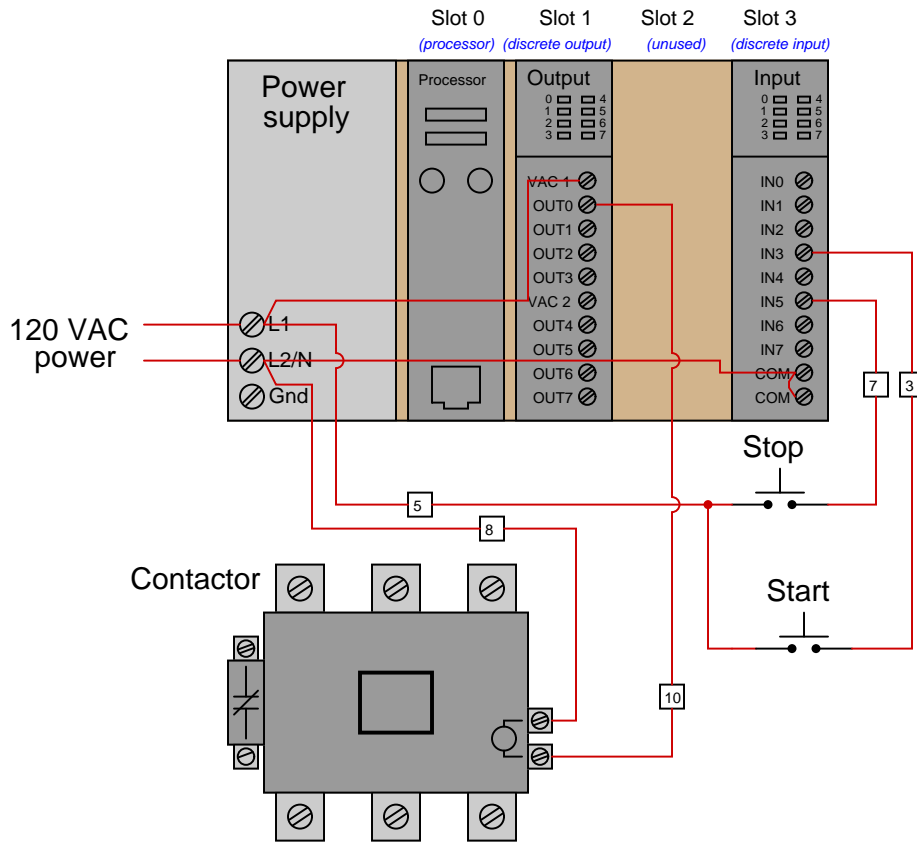 Slot 0 Slot 1 Slot 2 Slot 3
(processor) (discrete output) (unused) (discrete input)
Power
supply
Processor
Output
0 4
1 5
2 6
3 7
VAC 1
OUT0
OUT1
OUT2
OUT3
VAC 2
OUT4
OUT5
OUT6
OUT7
Input
0 4
1 5
2 6
3 7
IN0
IN1
IN2
IN3
IN4
IN5
IN6
IN7
COM
COM
120 VAC
power
L1
L2/N
Gnd
7
3
Stop
5
8
Contactor
Start
10